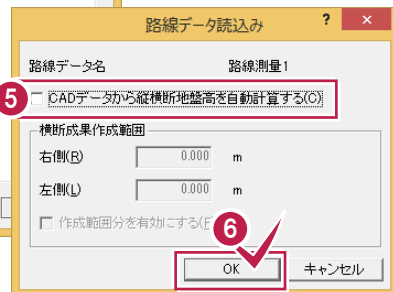 路線データ読込み ? ×
路線データ名 路線測量1
5 CADデータから縦横断地盤高を自動計算する(C)
横断成果作成範囲
右側(R) 0.000 m
左側(L) 0.000 m
作成範囲分を有効にする(
6
OK キャンセル